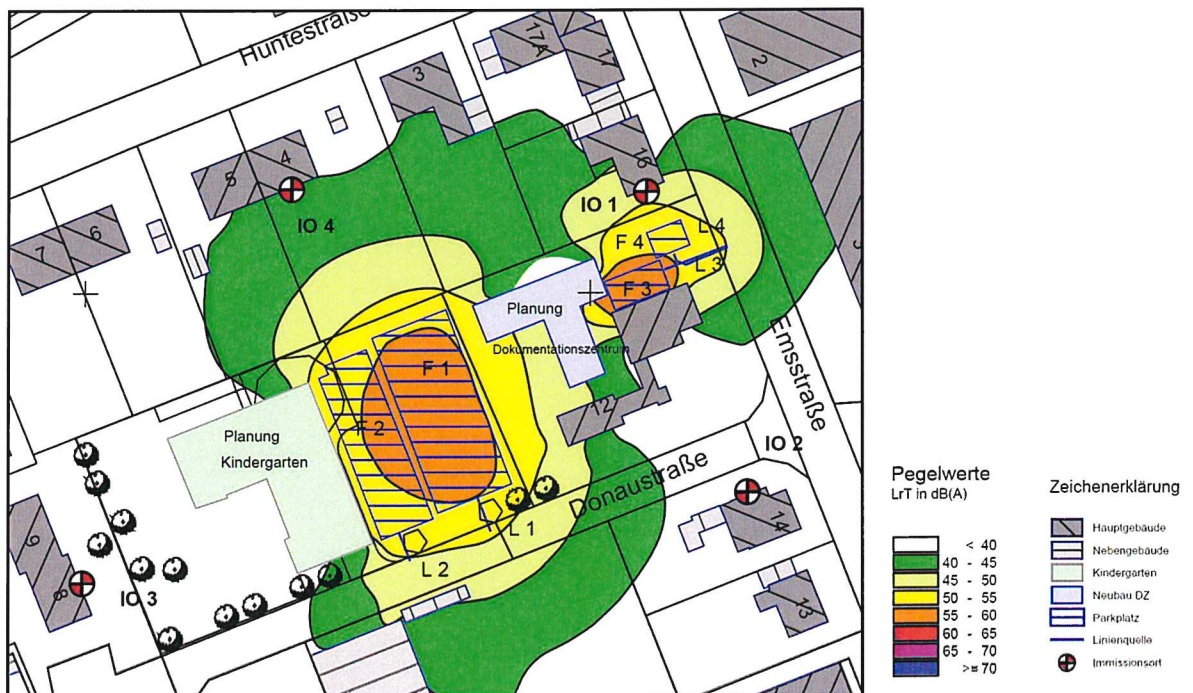 Huntestraße
17A
17
2
3
4
5
16
IO 1
IO 4
7
6
F 4
L 4
L 3
F 3
Planung
Dokumentationszentrum
Emsstraße
F 1
F 2
12
Planung
Kindergarten
IO 2
Donaustraße
L 1
14
L 2
9
8
IO 3
13
Pegelwerte
LrT in dB(A)
< 40
40 - 45
45 - 50
50 - 55
55 - 60
60 - 65
65 - 70
>= 70
Zeichenerklärung
Hauptgebäude
Nebengebäude
Kindergarten
Neubau DZ
Parkplatz
Linienquelle
Immissionsort